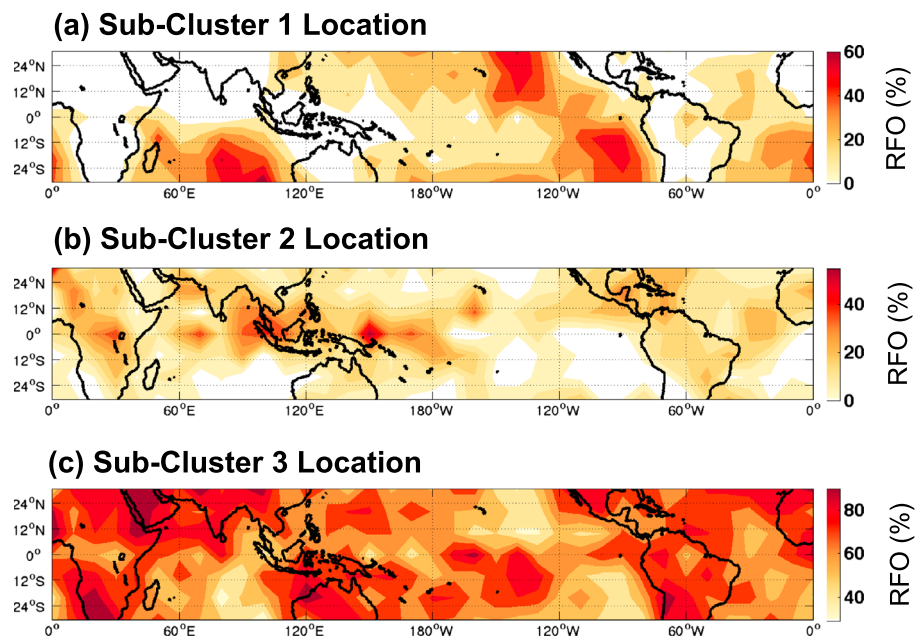 (a) Sub-Cluster 1 Location
24°N
12°N
0°
12°S
24°S
0° 60°E 120°E 180°W 120°W 60°W 0°
60
40
20
0
RFO (%)
(b) Sub-Cluster 2 Location
24°N
12°N
0°
12°S
24°S
0° 60°E 120°E 180°W 120°W 60°W 0°
40
20
0
RFO (%)
(c) Sub-Cluster 3 Location
24°N
12°N
0°
12°S
24°S
0° 60°E 120°E 180°W 120°W 60°W 0°
80
60
40
RFO (%)